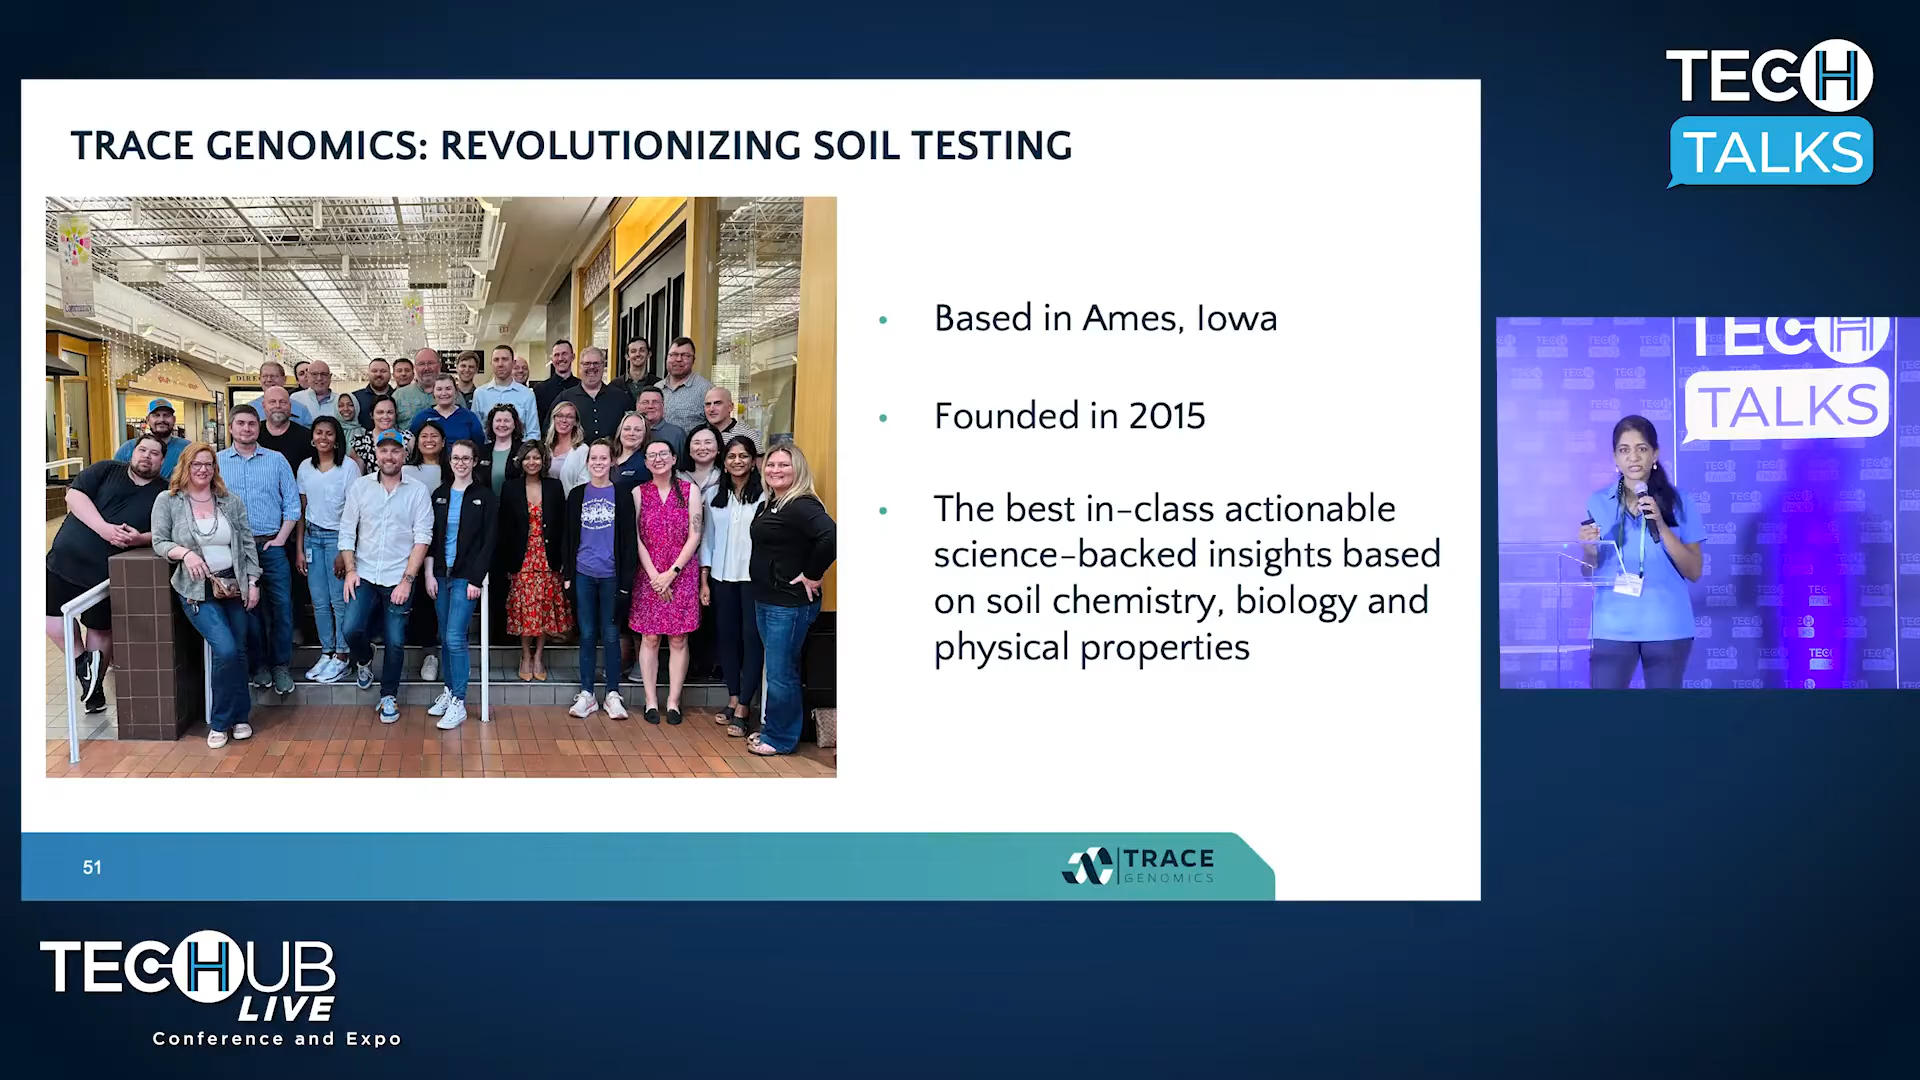 TECH
TALKS
TRACE GENOMICS: REVOLUTIONIZING SOIL TESTING
• Based in Ames, Iowa
• Founded in 2015
• The best in-class actionable
science-backed insights based
on soil chemistry, biology and
physical properties
51
TRACE
GENOMICS
TECH
TALKS
TECHUB
LIVE
Conference and Expo